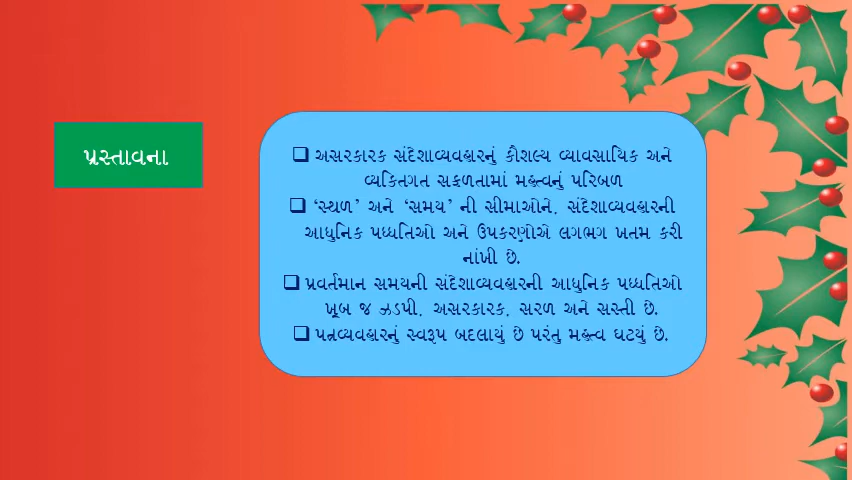 પ્રસ્તાવના
❑ અસરકારક સંદેશાવ્યવહારનું કૌશલ્ય વ્યાવસાયિક અને
વ્યકિતગત સફળતામાં મહત્ત્વનું પરિબળ
❑ ‘સ્થળ’ અને ‘સમય’ ની સીમાઓને, સંદેશાવ્યવહારની
આધુનિક પધ્ધતિઓ અને ઉપકરણોએ લગભગ ખતમ કરી
નાંખી છે.
❑ પ્રવર્તમાન સમયની સંદેશાવ્યવહારની આધુનિક પધ્ધતિઓ
ખૂબ જ ઝડપી, અસરકારક, સરળ અને સસ્તી છે.
❑ પત્રવ્યવહારનું સ્વરૂપ બદલાયું છે પરંતુ મહત્ત્વ ઘટયું છે.